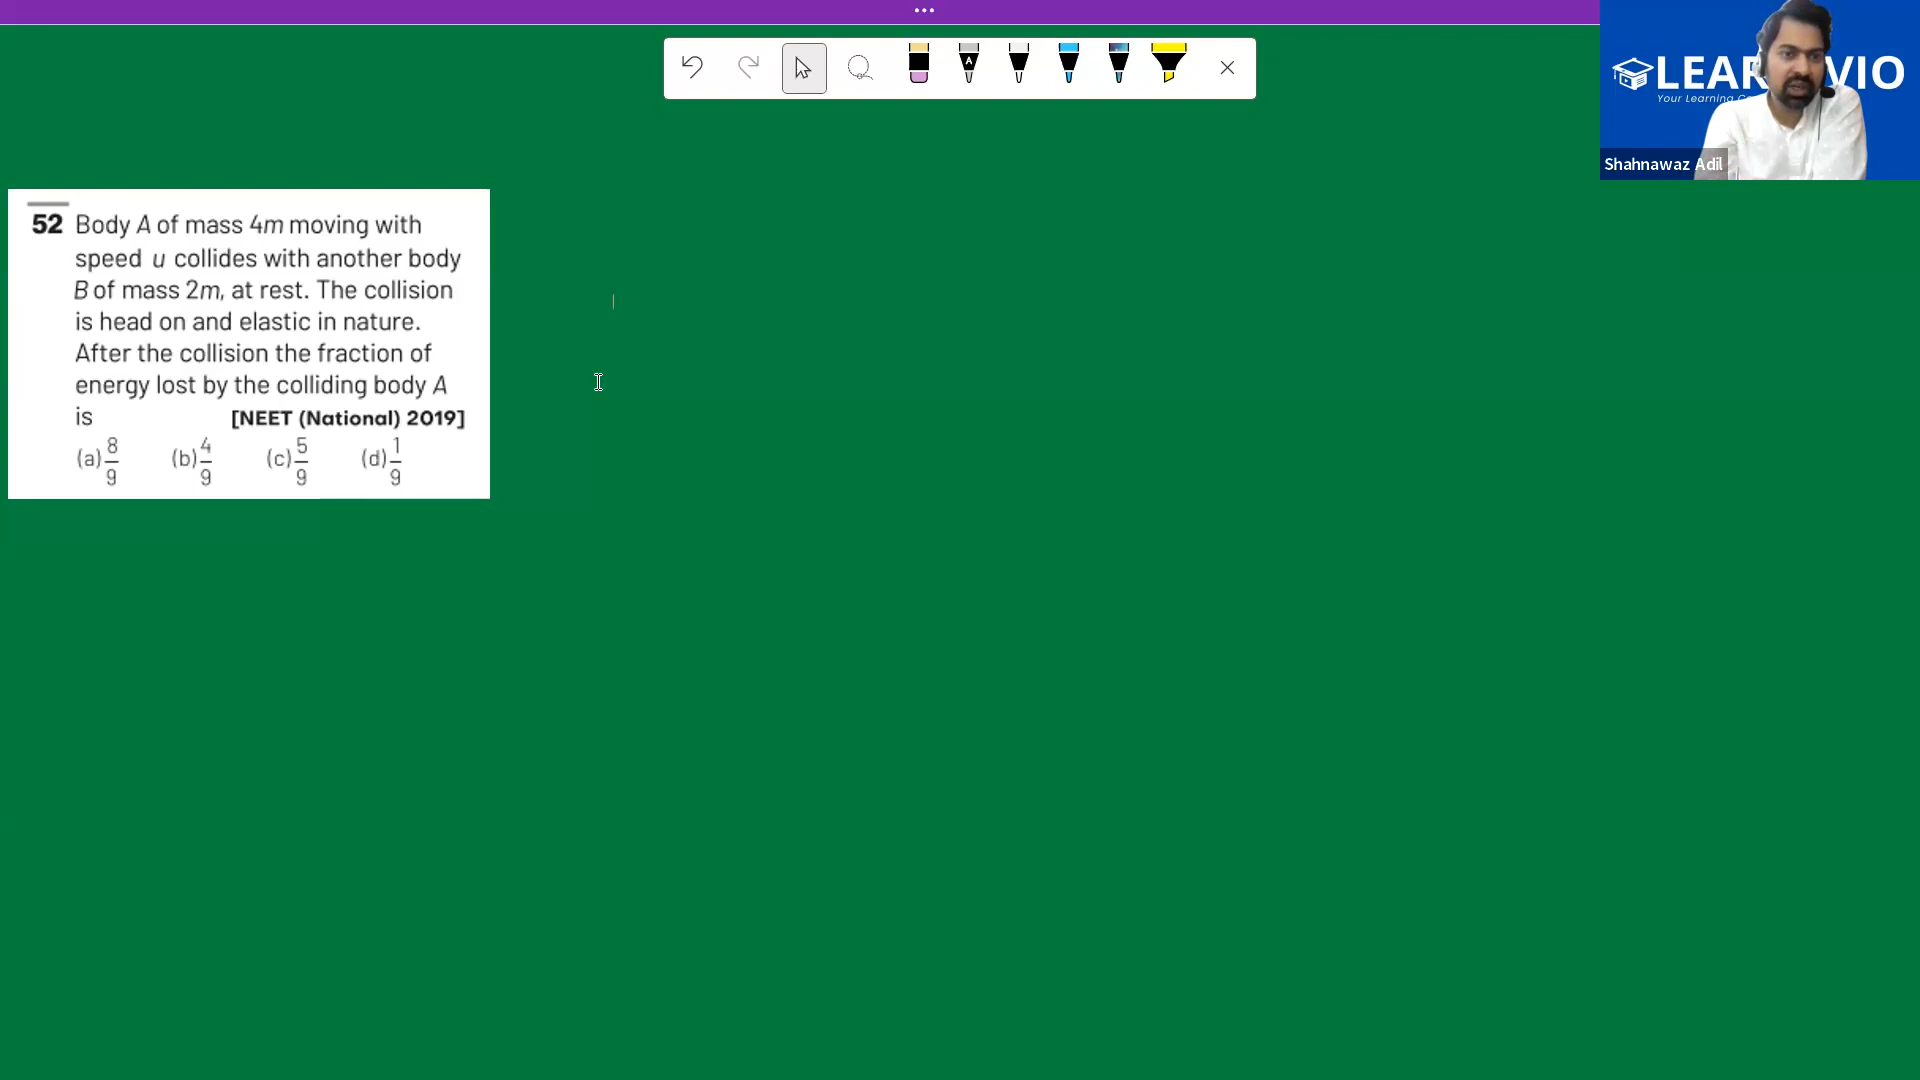 LEAR VIO
Your Learning
Shahnawaz Adil
A
52 Body A of mass 4m moving with
speed u collides with another body
B of mass 2m, at rest. The collision
is head on and elastic in nature.
After the collision the fraction of
energy lost by the colliding body A
is [NEET (National) 2019]
(a) 8/9 (b) 4/9 (c) 5/9 (d) 1/9